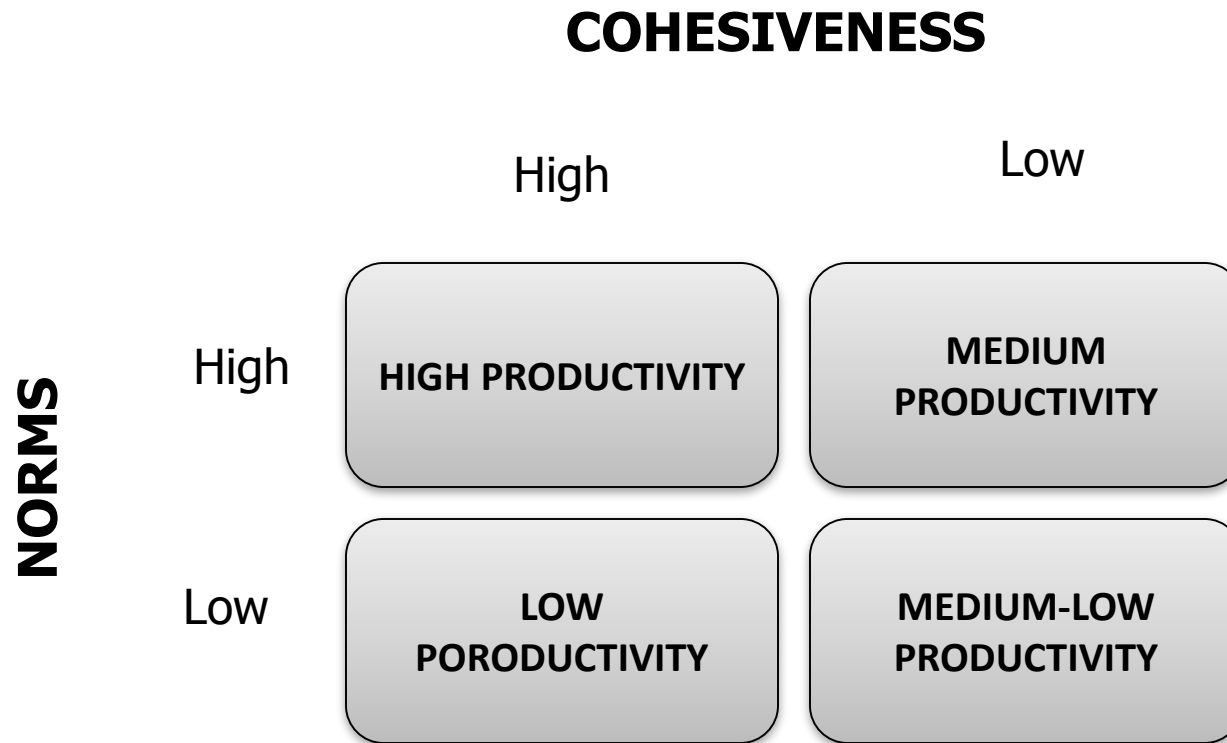 COHESIVENESS
High
Low
NORMS
High
HIGH PRODUCTIVITY
MEDIUM
PRODUCTIVITY
Low
LOW
PORODUCTIVITY
MEDIUM-LOW
PRODUCTIVITY